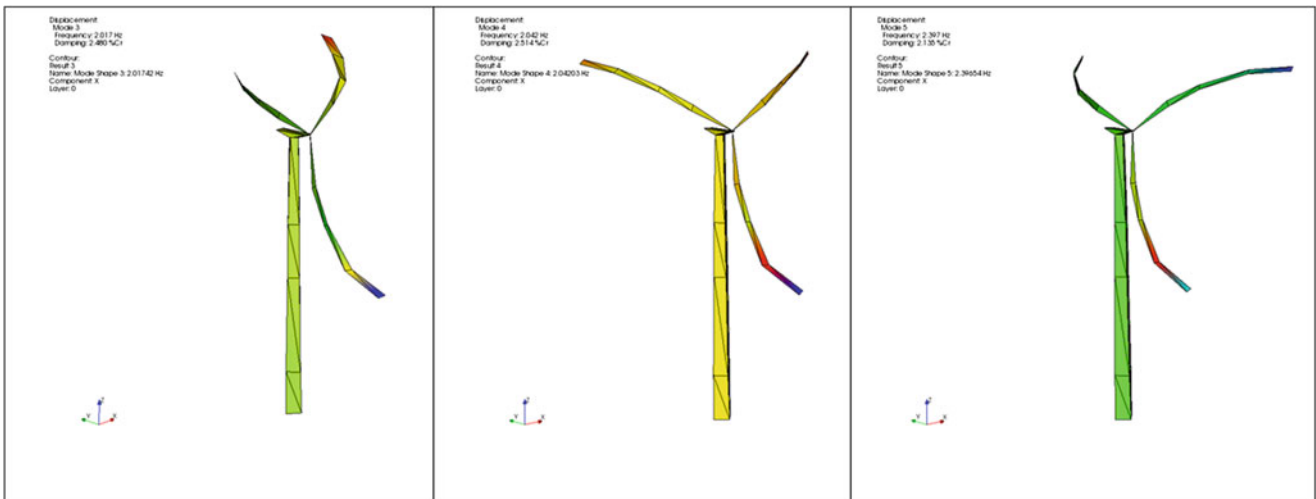 Displacement:
Mode 3
Frequency: 2.017 Hz
Damping: 2.480 %Cr
Contour:
Result 3
Name: Mode Shape 3: 2.01742 Hz
Component: X
Layer: 0
Z
Y
X
Displacement:
Mode 4
Frequency: 2.042 Hz
Damping: 2.514 %Cr
Contour:
Result 4
Name: Mode Shape 4: 2.04203 Hz
Component: X
Layer: 0
Z
Y
X
Displacement:
Mode 5
Frequency: 2.397 Hz
Damping: 2.135 %Cr
Contour:
Result 5
Name: Mode Shape 5: 2.39654 Hz
Component: X
Layer: 0
Z
Y
X